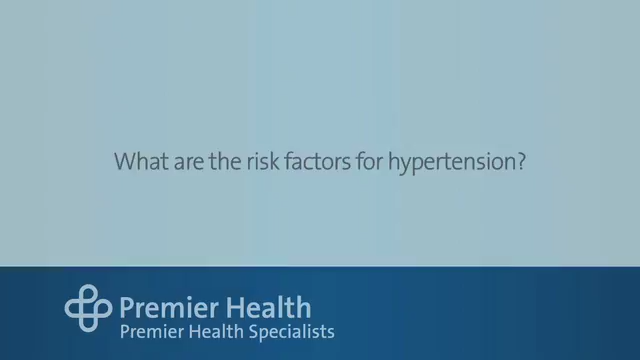 What are the risk factors for hypertension?
Premier Health
Premier Health Specialists